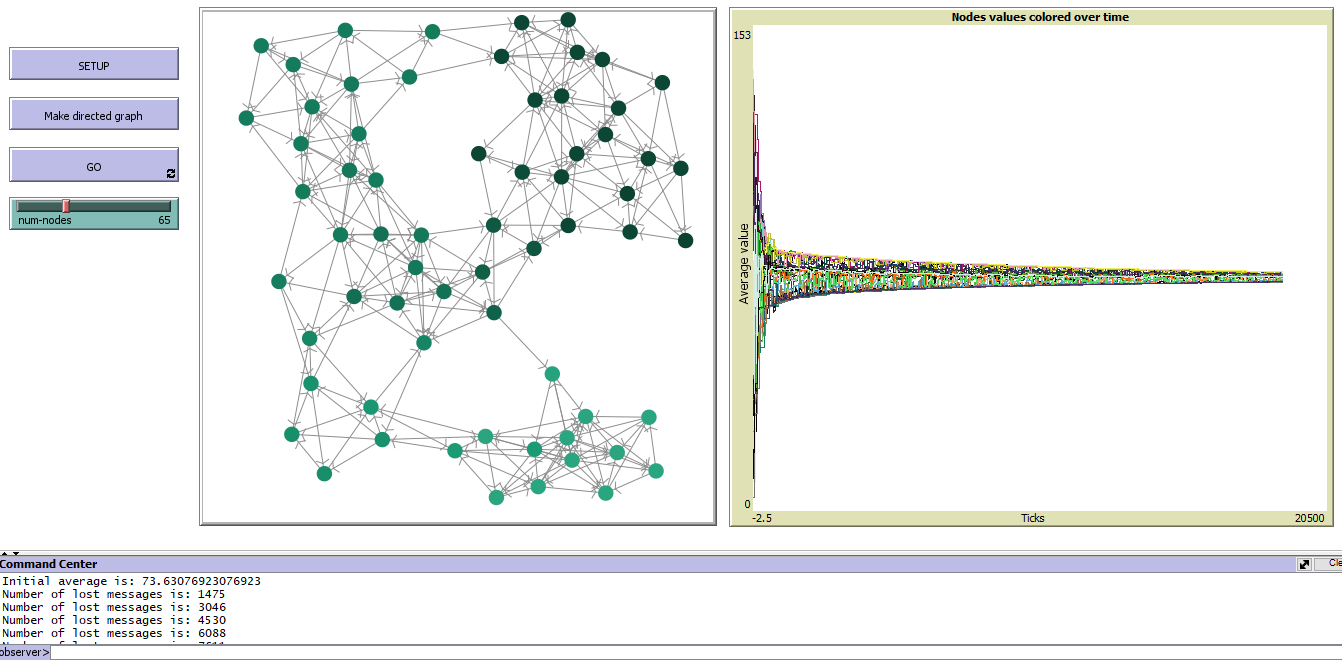 SETUP
Make directed graph
GO
num-nodes 65
Nodes values colored over time
153
Average value
0
-2.5 Ticks 20500
Command Center
Initial average is: 73.63076923076923
Number of lost messages is: 1475
Number of lost messages is: 3046
Number of lost messages is: 4530
Number of lost messages is: 6088
observer>